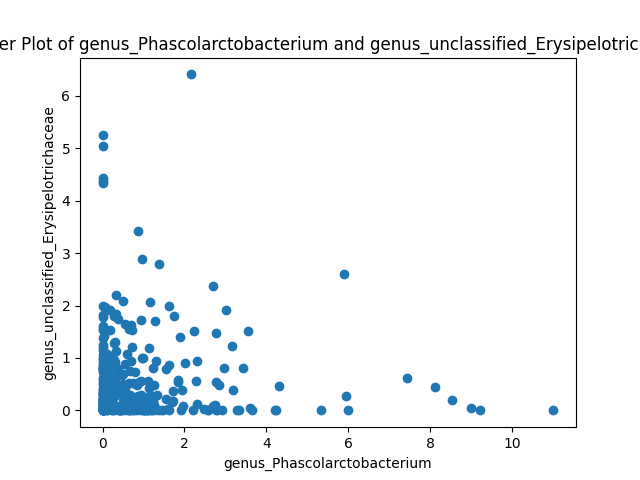 er Plot of genus_Phascolarctobacterium and genus_unclassified_Erysipelotric
6
5
4
3
2
1
0
genus_unclassified_Erysipelotrichaceae
0 2 4 6 8 10
genus_Phascolarctobacterium